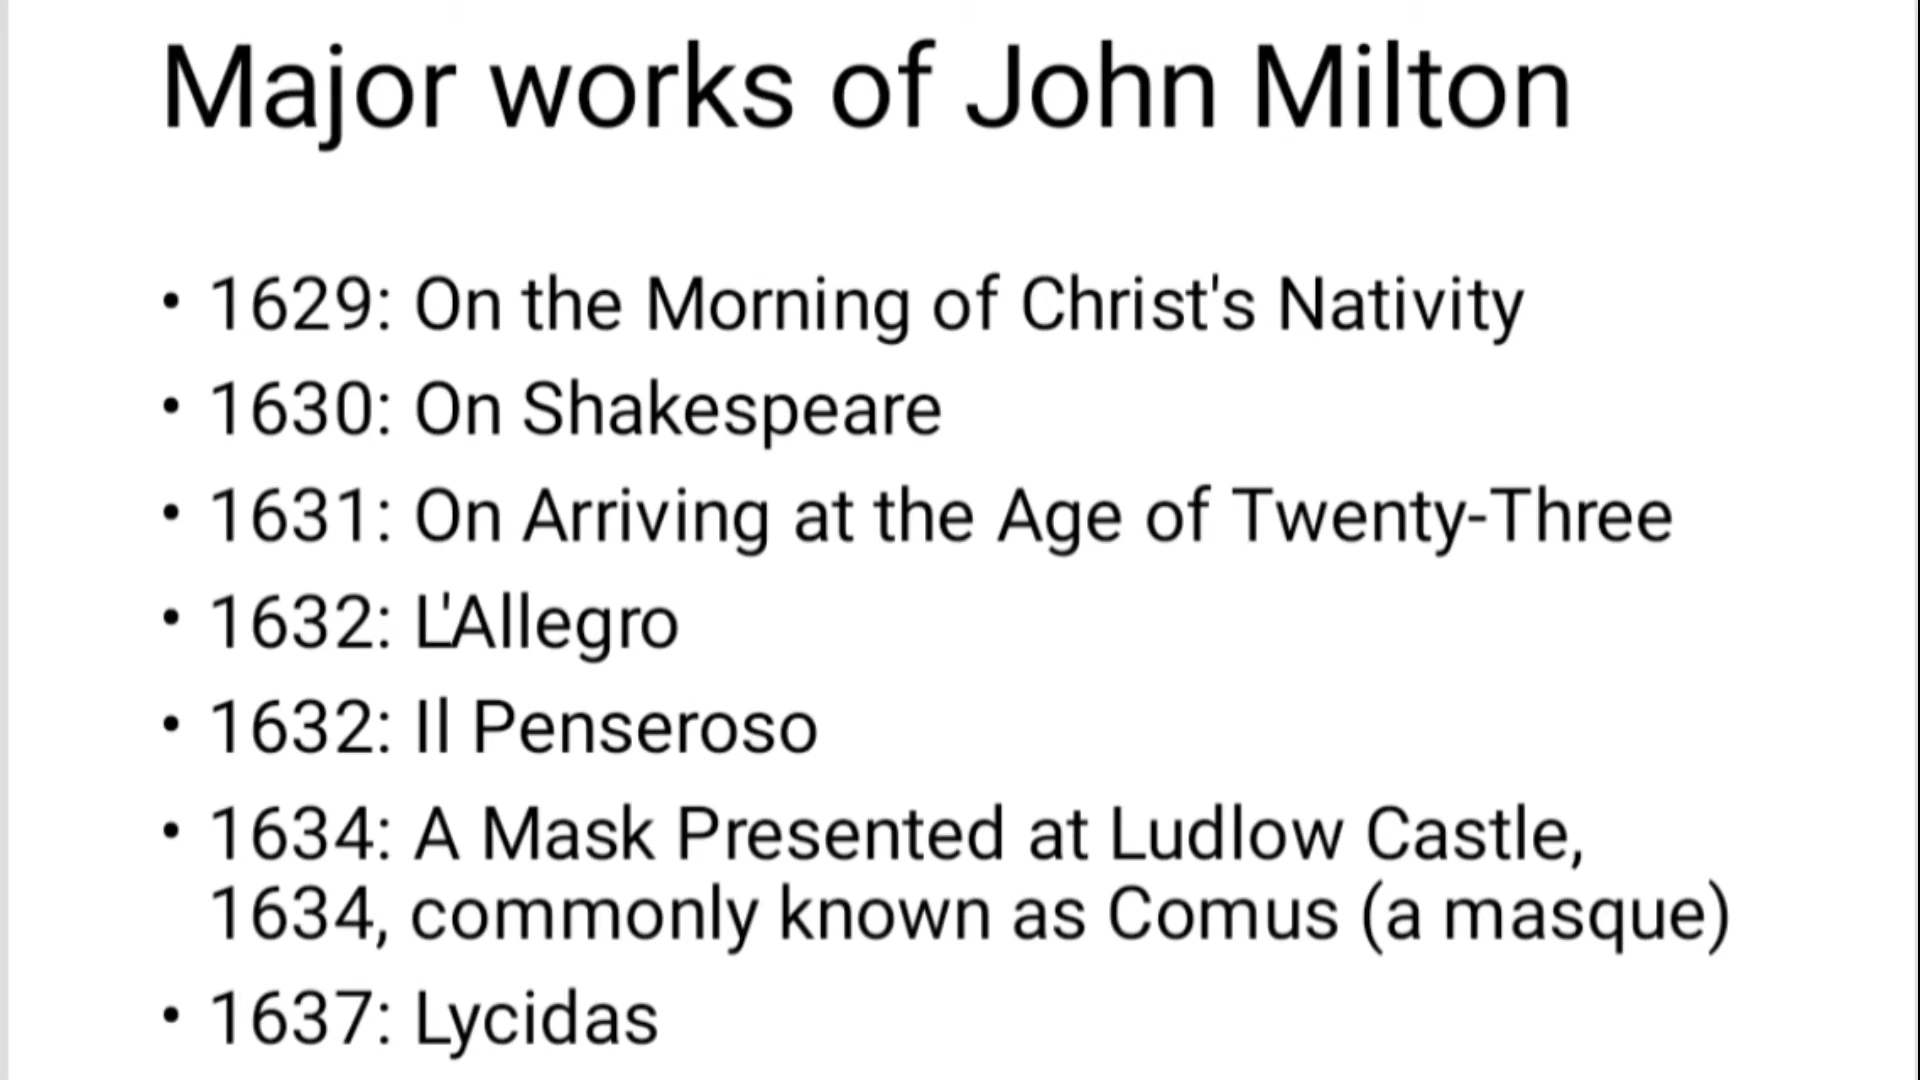 Major works of John Milton
• 1629: On the Morning of Christ's Nativity
• 1630: On Shakespeare
• 1631: On Arriving at the Age of Twenty-Three
• 1632: L'Allegro
• 1632: Il Penseroso
• 1634: A Mask Presented at Ludlow Castle,
1634, commonly known as Comus (a masque)
• 1637: Lycidas